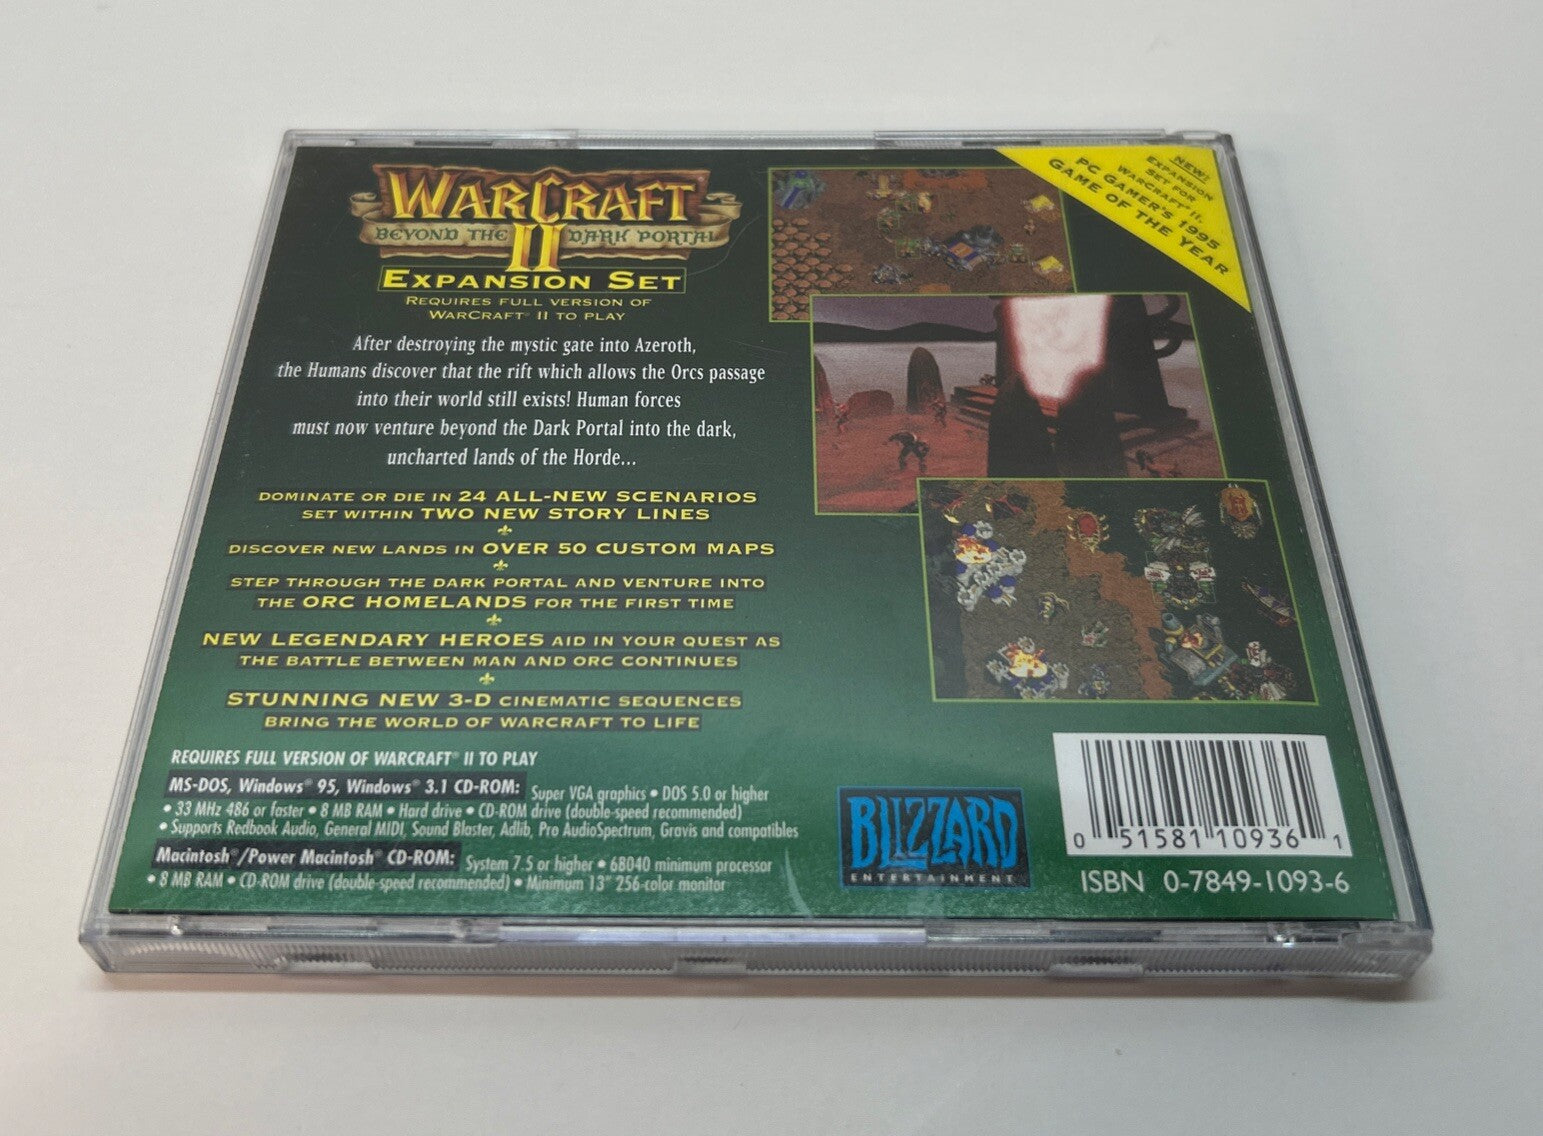 WARCRAFT
II
BEYOND THE DARK PORTAL
EXPANSION SET
REQUIRES FULL VERSION OF
WARCRAFT® II TO PLAY
After destroying the mystic gate into Azeroth,
the Humans discover that the rift which allows the Orcs passage
into their world still exists! Human forces
must now venture beyond the Dark Portal into the dark,
uncharted lands of the Horde...
DOMINATE OR DIE IN 24 ALL-NEW SCENARIOS
SET WITHIN TWO NEW STORY LINES
DISCOVER NEW LANDS IN OVER 50 CUSTOM MAPS
STEP THROUGH THE DARK PORTAL AND VENTURE INTO
THE ORC HOMELANDS FOR THE FIRST TIME
NEW LEGENDARY HEROES AID IN YOUR QUEST AS
THE BATTLE BETWEEN MAN AND ORC CONTINUES
STUNNING NEW 3-D CINEMATIC SEQUENCES
BRING THE WORLD OF WARCRAFT TO LIFE
REQUIRES FULL VERSION OF WARCRAFT® II TO PLAY
MS-DOS, Windows® 95, Windows® 3.1 CD-ROM: Super VGA graphics • DOS 5.0 or higher
• 33 MHz 486 or faster • 8 MB RAM • Hard drive • CD-ROM drive (double-speed recommended)
• Supports Redbook Audio, General MIDI, Sound Blaster, Adlib, Pro AudioSpectrum, Gravis and compatibles
Macintosh®/Power Macintosh® CD-ROM: System 7.5 or higher • 68040 minimum processor
• 8 MB RAM • CD-ROM drive (double-speed recommended) • Minimum 13" 256-color monitor
NEW!
EXPANSION
SET FOR
WARCRAFT® II,
PC GAMER'S 1995
GAME OF THE YEAR
BLIZZARD
ENTERTAINMENT
0 51581 10936 1
ISBN 0-7849-1093-6